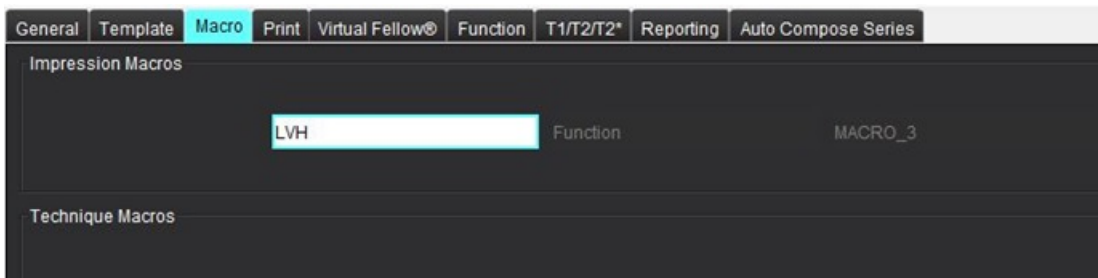 General Template Macro Print Virtual Fellow® Function T1/T2/T2* Reporting Auto Compose Series
Impression Macros
LVH Function MACRO_3
Technique Macros